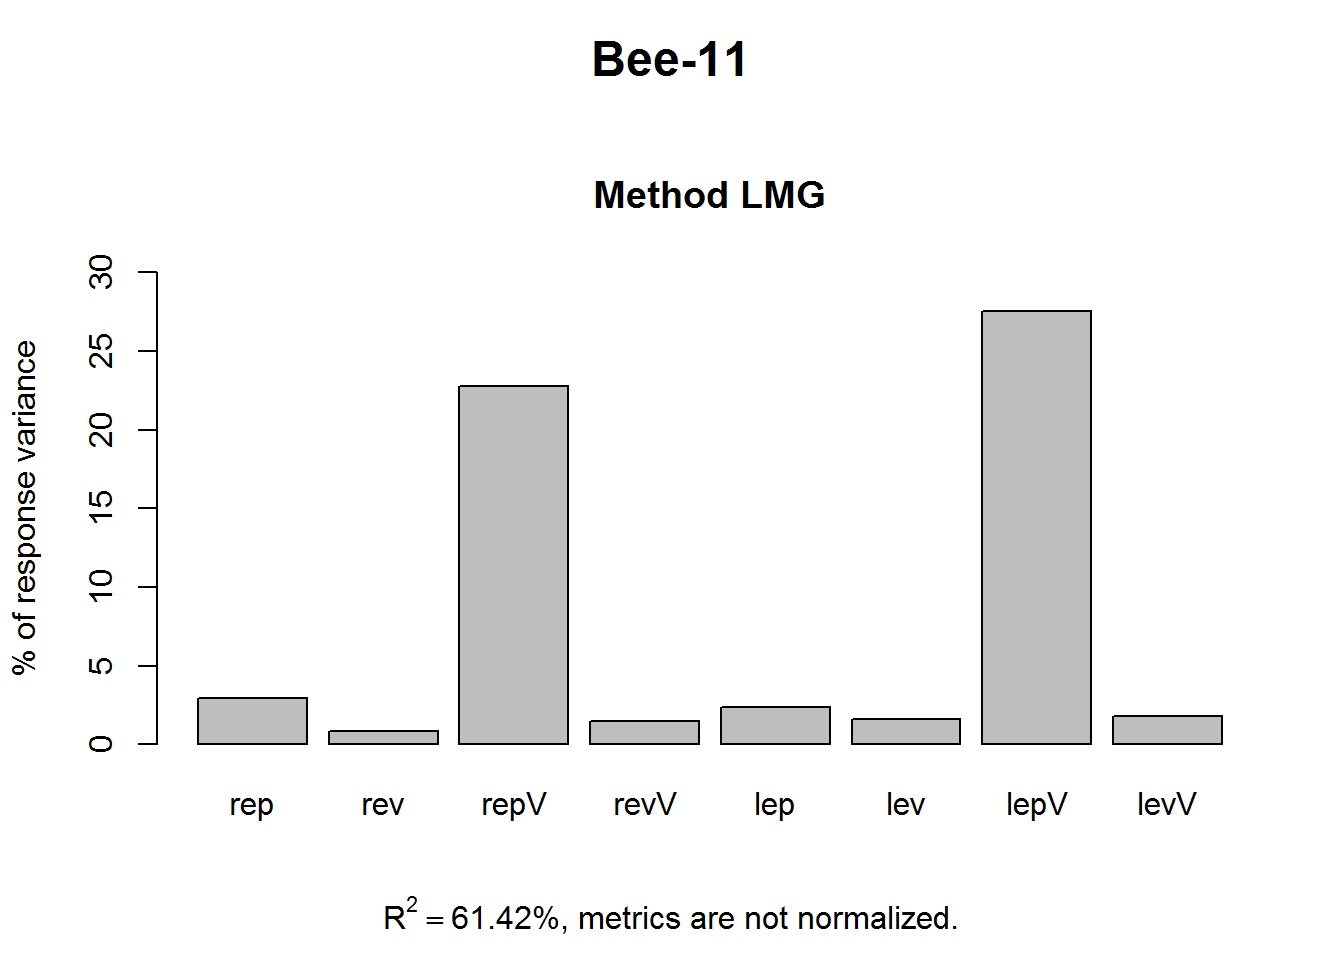 Bee-11
Method LMG
% of response variance
30
25
20
15
10
5
0
rep rev repV revV lep lev lepV levV
R² = 61.42%, metrics are not normalized.